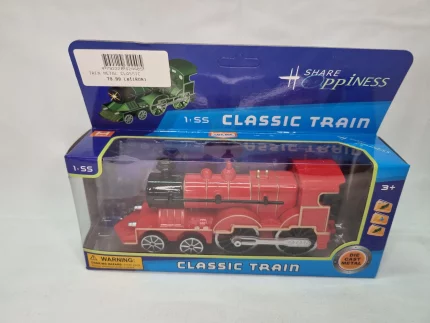 SHARE
HAPPINESS
1:55 CLASSIC TRAIN
1:55
3+
WARNING:
CLASSIC TRAIN
DIE
CAST
METAL